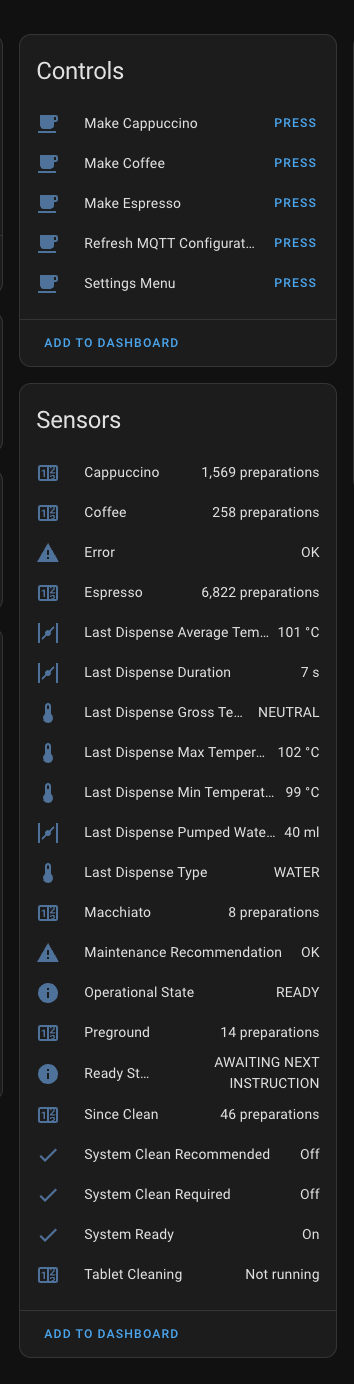 Controls
Make Cappuccino PRESS
Make Coffee PRESS
Make Espresso PRESS
Refresh MQTT Configurat... PRESS
Settings Menu PRESS
ADD TO DASHBOARD
Sensors
Cappuccino 1,569 preparations
Coffee 258 preparations
Error OK
Espresso 6,822 preparations
Last Dispense Average Tem... 101 °C
Last Dispense Duration 7 s
Last Dispense Gross Te... NEUTRAL
Last Dispense Max Temper... 102 °C
Last Dispense Min Temperat... 99 °C
Last Dispense Pumped Wate... 40 ml
Last Dispense Type WATER
Macchiato 8 preparations
Maintenance Recommendation OK
Operational State READY
Preground 14 preparations
Ready St... AWAITING NEXT
INSTRUCTION
Since Clean 46 preparations
System Clean Recommended Off
System Clean Required Off
System Ready On
Tablet Cleaning Not running
ADD TO DASHBOARD